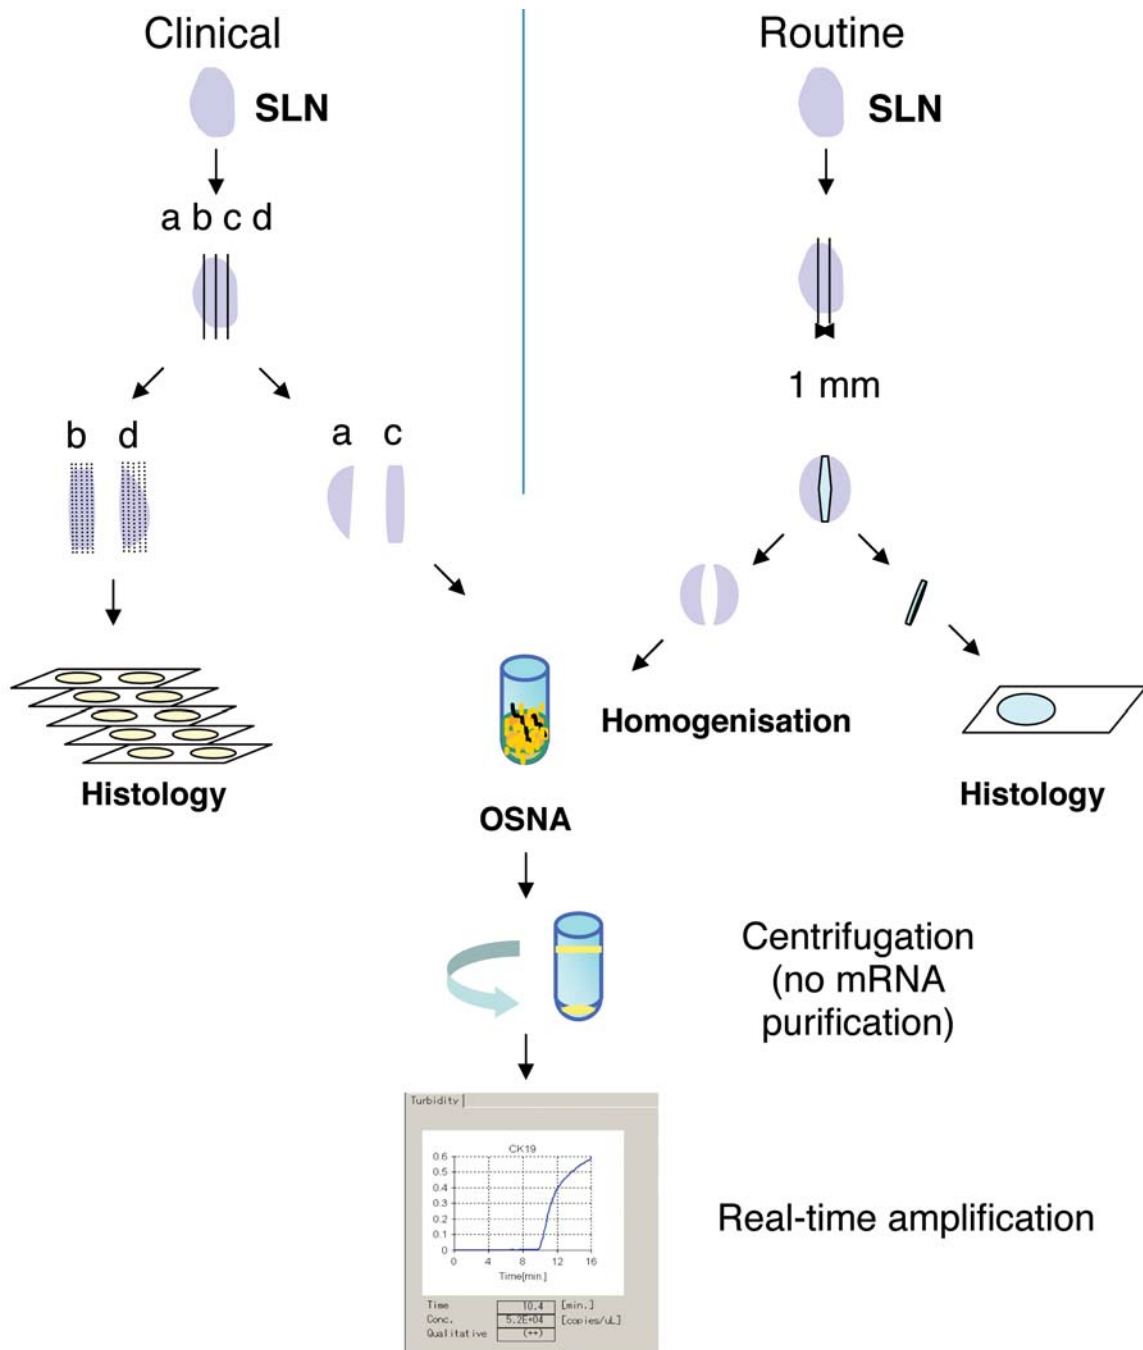 Clinical
Routine
SLN
SLN
a b c d
1 mm
b d
a c
Homogenisation
Histology
Histology
OSNA
Centrifugation
(no mRNA
purification)
Turbidity
CK19
0.6
0.5
0.4
0.3
0.2
0.1
0
0 4 8 12 16
Time[min.]
Time 10.4 [min.]
Conc. 5.2E+04 [copies/uL]
Qualitative (++)
Real-time amplification